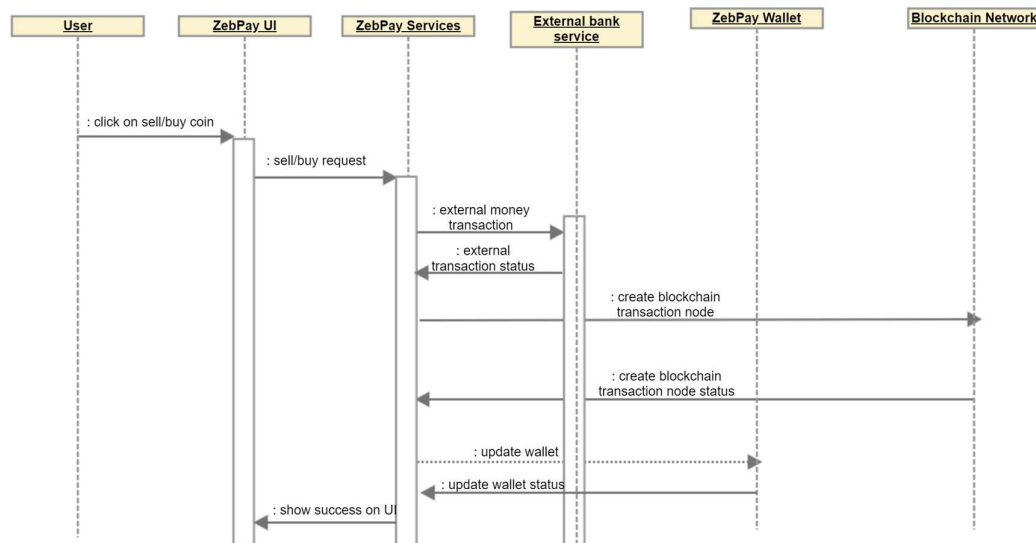 User
ZebPay UI
ZebPay Services
External bank
service
ZebPay Wallet
Blockchain Network
: click on sell/buy coin
: sell/buy request
: external money
transaction
: external
transaction status
: create blockchain
transaction node
: create blockchain
transaction node status
: update wallet
: update wallet status
: show success on UI